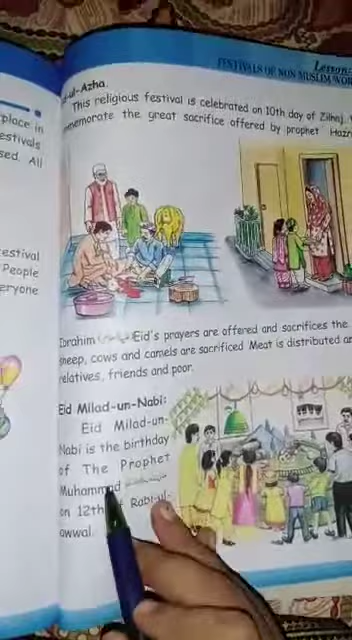 Lesson:
FESTIVALS OF NON MUSLIM WOR
place in
estivals
sed. All
estival
People
eryone
-ul-Azha.
This religious festival is celebrated on 10th day of Zilhaj.
memorate the great sacrifice offered by prophet Hazr
Ibrahim Eid's prayers are offered and sacrifices the
sheep, cows and camels are sacrificed Meat is distributed a
relatives, friends and poor.
Eid Milad-un-Nabi:
Eid Milad-un-
Nabi is the birthday
of The Prophet
Muhammad
on 12th of Rabi-ul-
awwal.